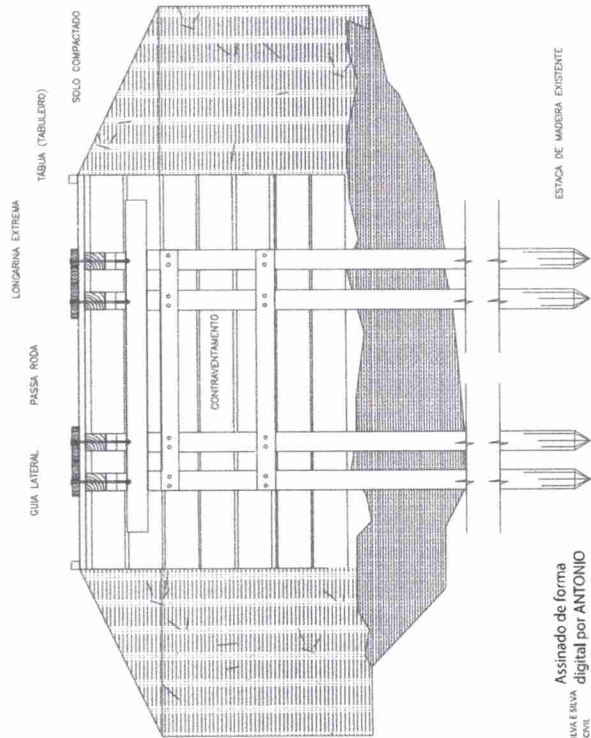 GUIA LATERAL
PASSA RODA
LONGARINA EXTREMA
TÁBUA (TABULEIRO)
SOLO COMPACTADO
CONTRAVENTAMENTO
ESTACA DE MADEIRA EXISTENTE
ILVA E SILVA
CIVIL
Assinado de forma
digital por ANTONIO